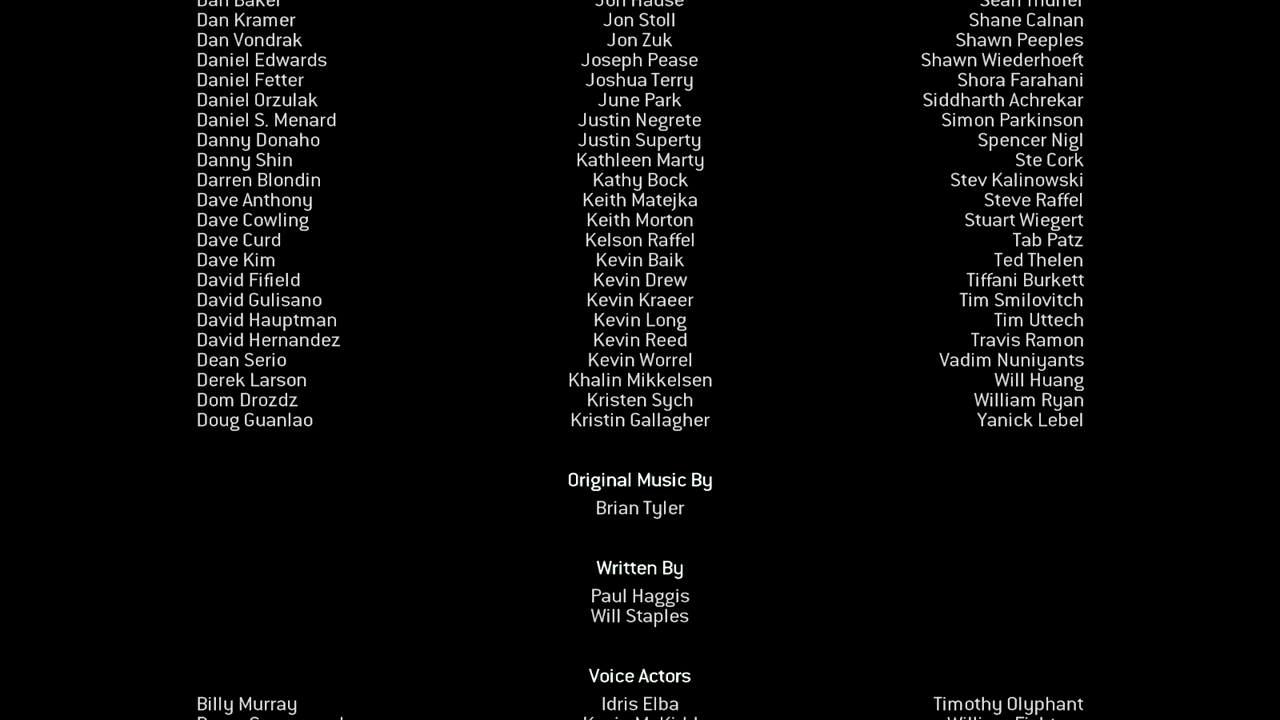 Dan Baker Jon Hause
Dan Kramer Jon Stoll Shane Calnan
Dan Vondrak Jon Zuk Shawn Peeples
Daniel Edwards Joseph Pease Shawn Wiederhoeft
Daniel Fetter Joshua Terry Shora Farahani
Daniel Orzulak June Park Siddharth Achrekar
Daniel S. Menard Justin Negrete Simon Parkinson
Danny Donaho Justin Superty Spencer Nigl
Danny Shin Kathleen Marty Ste Cork
Darren Blondin Kathy Bock Stev Kalinowski
Dave Anthony Keith Matejka Steve Raffel
Dave Cowling Keith Morton Stuart Wiegert
Dave Curd Kelson Raffel Tab Patz
Dave Kim Kevin Baik Ted Thelen
David Fifield Kevin Drew Tiffani Burkett
David Gulisano Kevin Kraeer Tim Smilovitch
David Hauptman Kevin Long Tim Uttech
David Hernandez Kevin Reed Travis Ramon
Dean Serio Kevin Worrel Vadim Nuniyants
Derek Larson Khalin Mikkelsen Will Huang
Dom Drozdz Kristen Sych William Ryan
Doug Guanlao Kristin Gallagher Yanick Lebel
Original Music By
Brian Tyler
Written By
Paul Haggis
Will Staples
Voice Actors
Billy Murray Idris Elba Timothy Olyphant